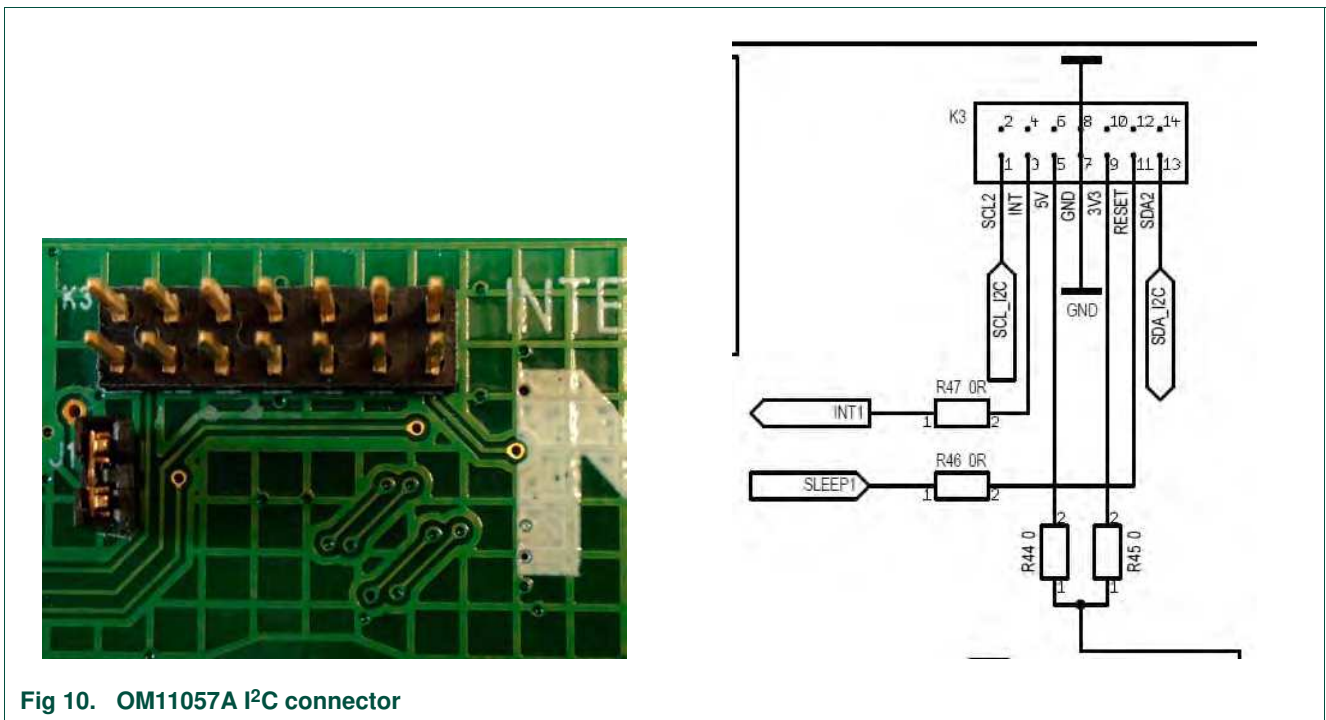 K3
INTE
J1
K3
2 4 6 8 10 12 14
1 3 5 7 9 11 13
SCL2
INT
5V
GND
3V3
RESET
SDA2
SCL_I2C
GND
SDA_I2C
R47 0R
INT1
1 2
R46 0R
SLEEP1
1 2
2 2
R44 0
R45 0
1 1
Fig 10. OM11057A I²C connector